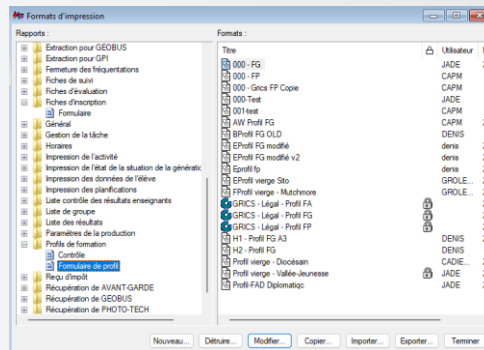 Formats d'impression
Rapports :
Extraction pour GEOBUS
Extraction pour GPI
Fermeture des fréquentations
Fiches de suivi
Fiches d'évaluation
Fiches d'inscription
Formulaire
Général
Gestion de la tâche
Horaires
Impression de l'activité
Impression de l'état de la situation de la génératic
Impression des données de l'élève
Impression des planifications
Liste contrôle des résultats enseignants
Liste de groupe
Liste des résultats
Paramètres de la production
Profils de formation
Contrôle
Formulaire de profil
Reçu d'impôt
Récupération de AVANT-GARDE
Récupération de GEOBUS
Récupération de PHOTO-TECH
Formats :
Titre Utilisateur
000 - FG JADE
000 - FP CAPM
000 - Grics FP Copie CAPM
000-Test JADE
001-test CAPM
AW Profil FG CAPM
BProfil FG OLD DENIS
EProfil FG modifié denis
EProfil FG modifié v2 denis
Eprofil fp denis
EProfil vierge Sito GROLE...
FProfil vierge - Mutchmore GROLE...
GRICS - Légal - Profil FA
GRICS - Légal - Profil FG
GRICS - Légal - Profil FP
H1 - Profil FG A3 DENIS
H2 - Profil FG DENIS
Profil vierge - Diocésain CADIE...
Profil vierge - Vallée-Jeunesse JADE
Profil-FAD Diplomatiqc JADE
Nouveau... Détruire... Modifier... Copier... Importer... Exporter... Terminer